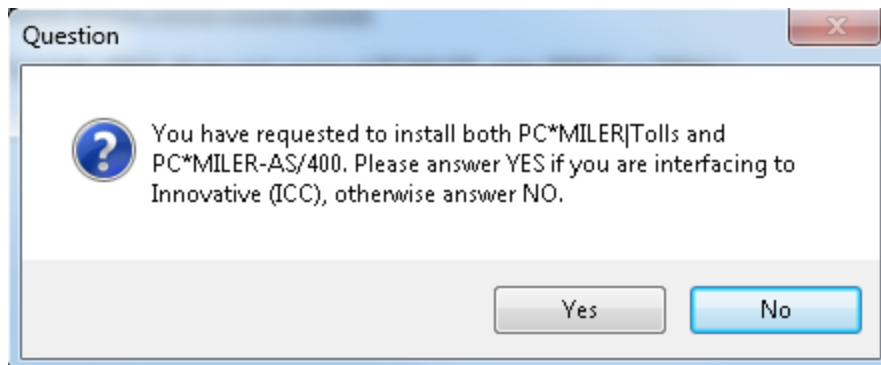 Question
You have requested to install both PC*MILER|Tolls and
PC*MILER-AS/400. Please answer YES if you are interfacing to
Innovative (ICC), otherwise answer NO.
Yes
No